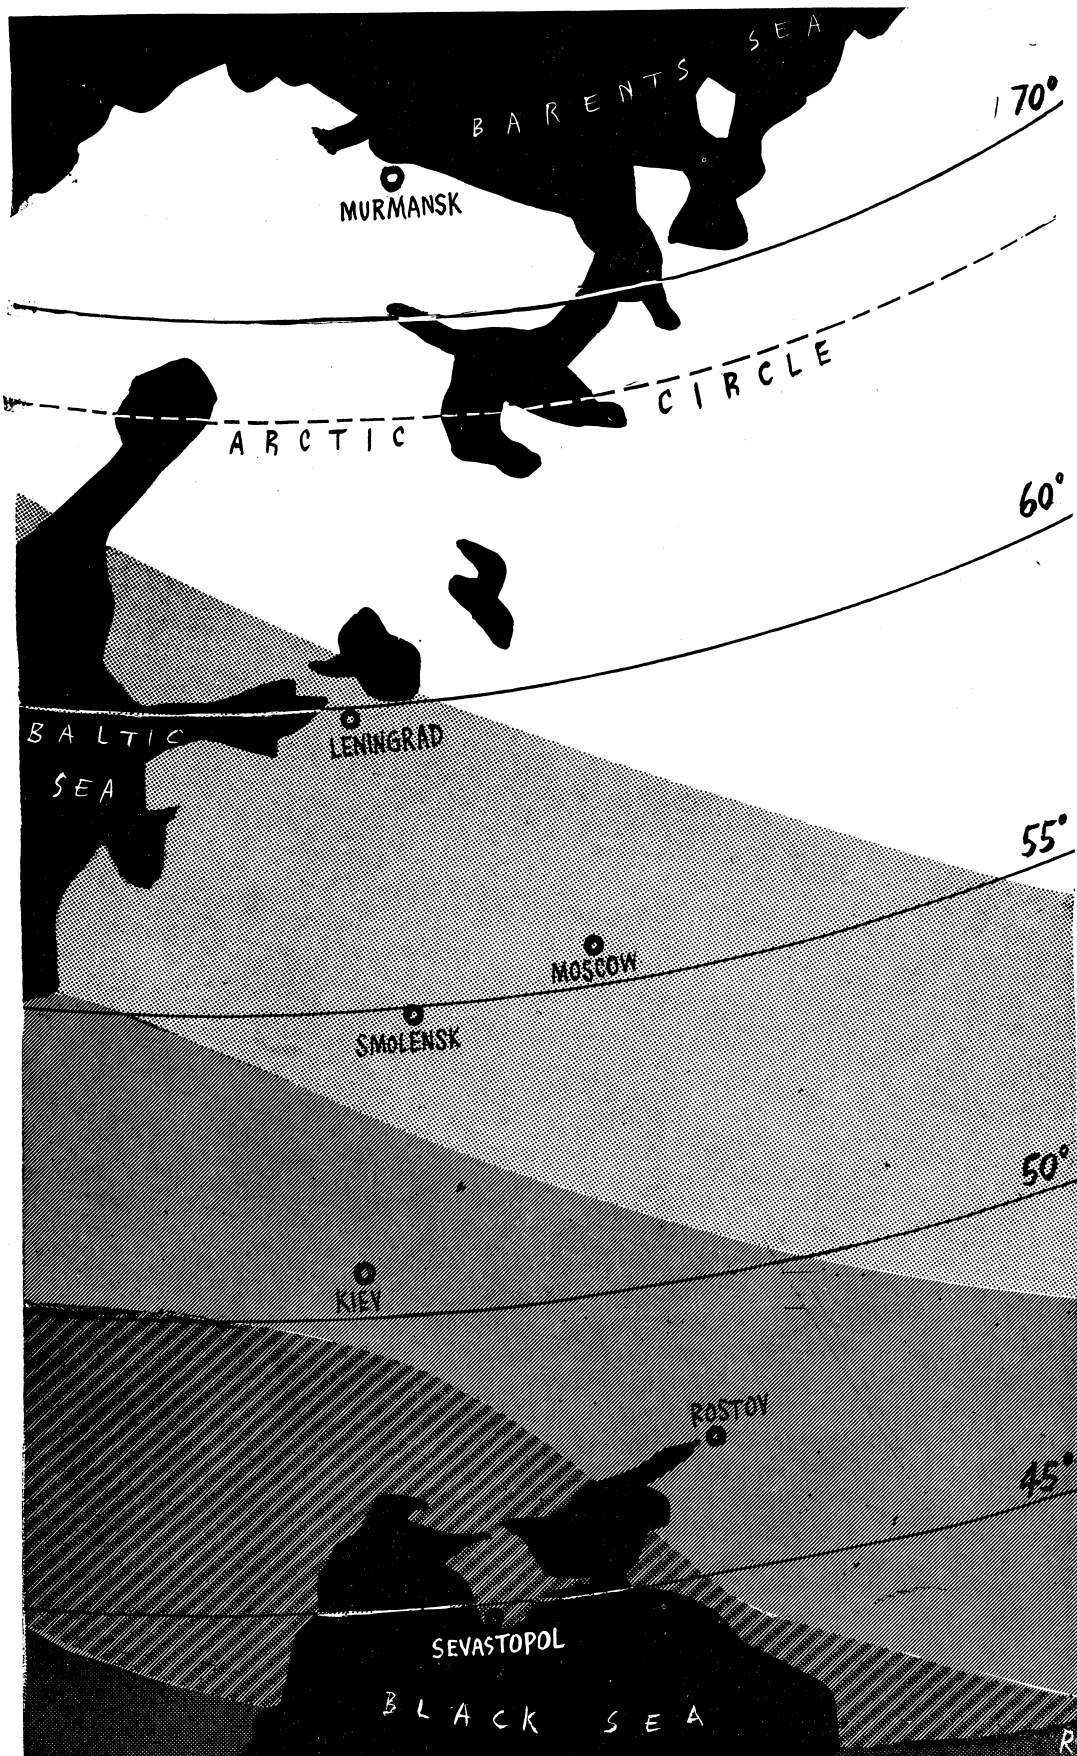 BARENTS SEA
70°
MURMANSK
ARCTIC CIRCLE
60°
LENINGRAD
BALTIC
SEA
55°
MOSCOW
SMOLENSK
50°
KIEV
ROSTOV
45°
SEVASTOPOL
BLACK SEA
R